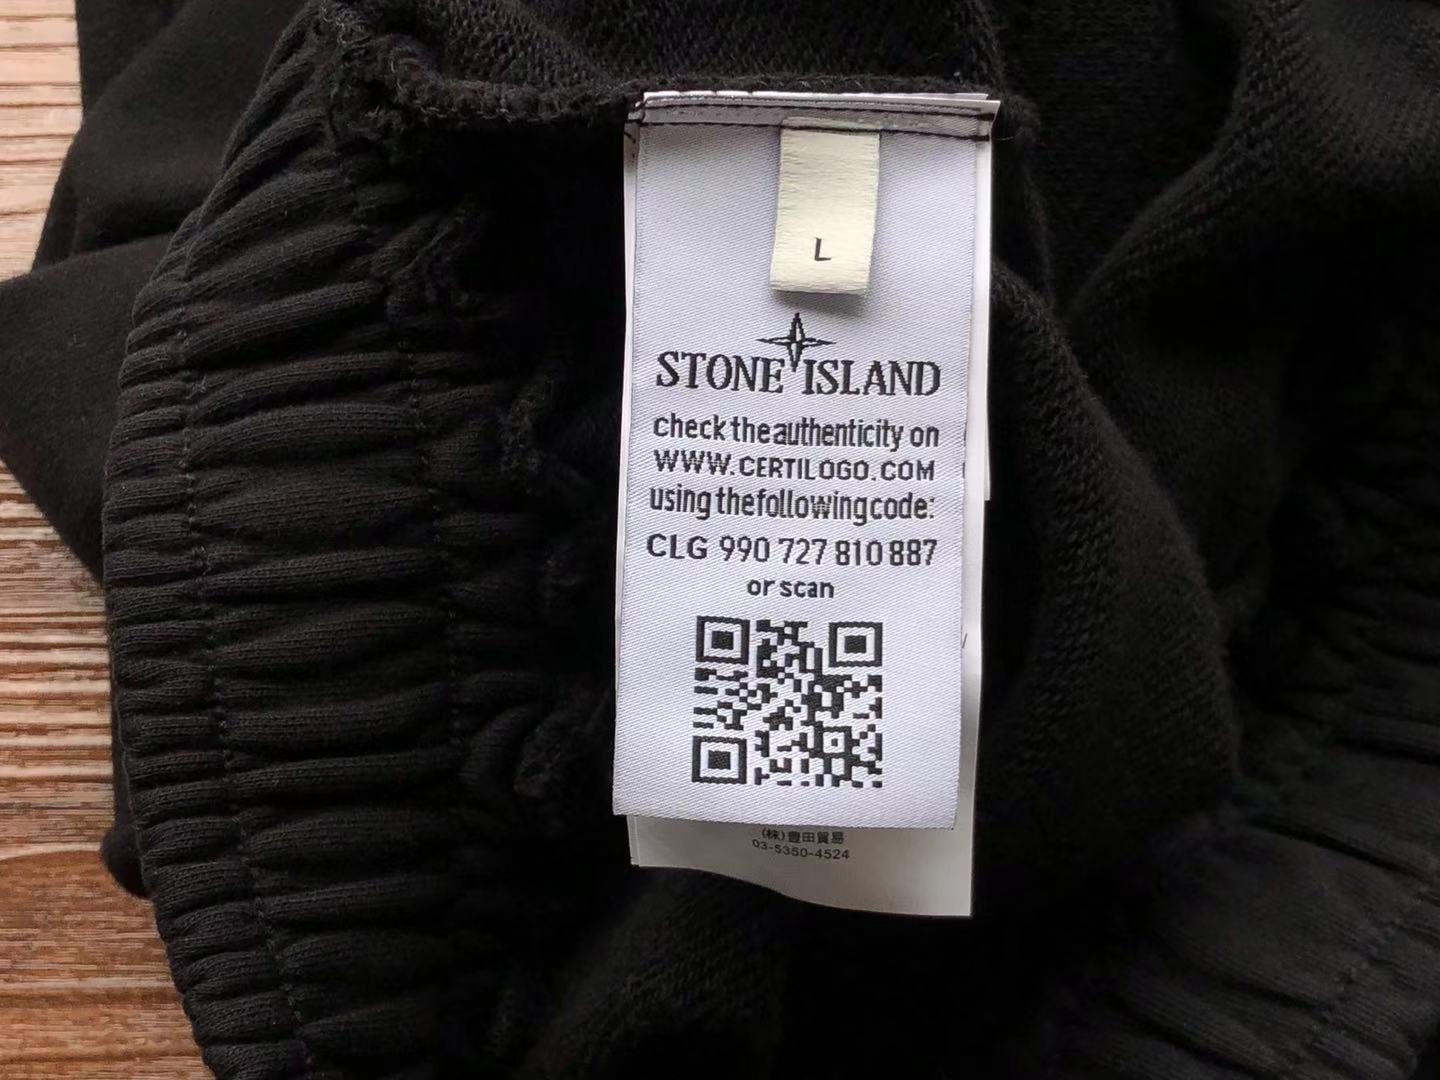 L
STONE ISLAND
check the authenticity on
WWW.CERTILOGO.COM
using the following code:
CLG 990 727 810 887
or scan
(株)豊田貿易
03-5350-4524